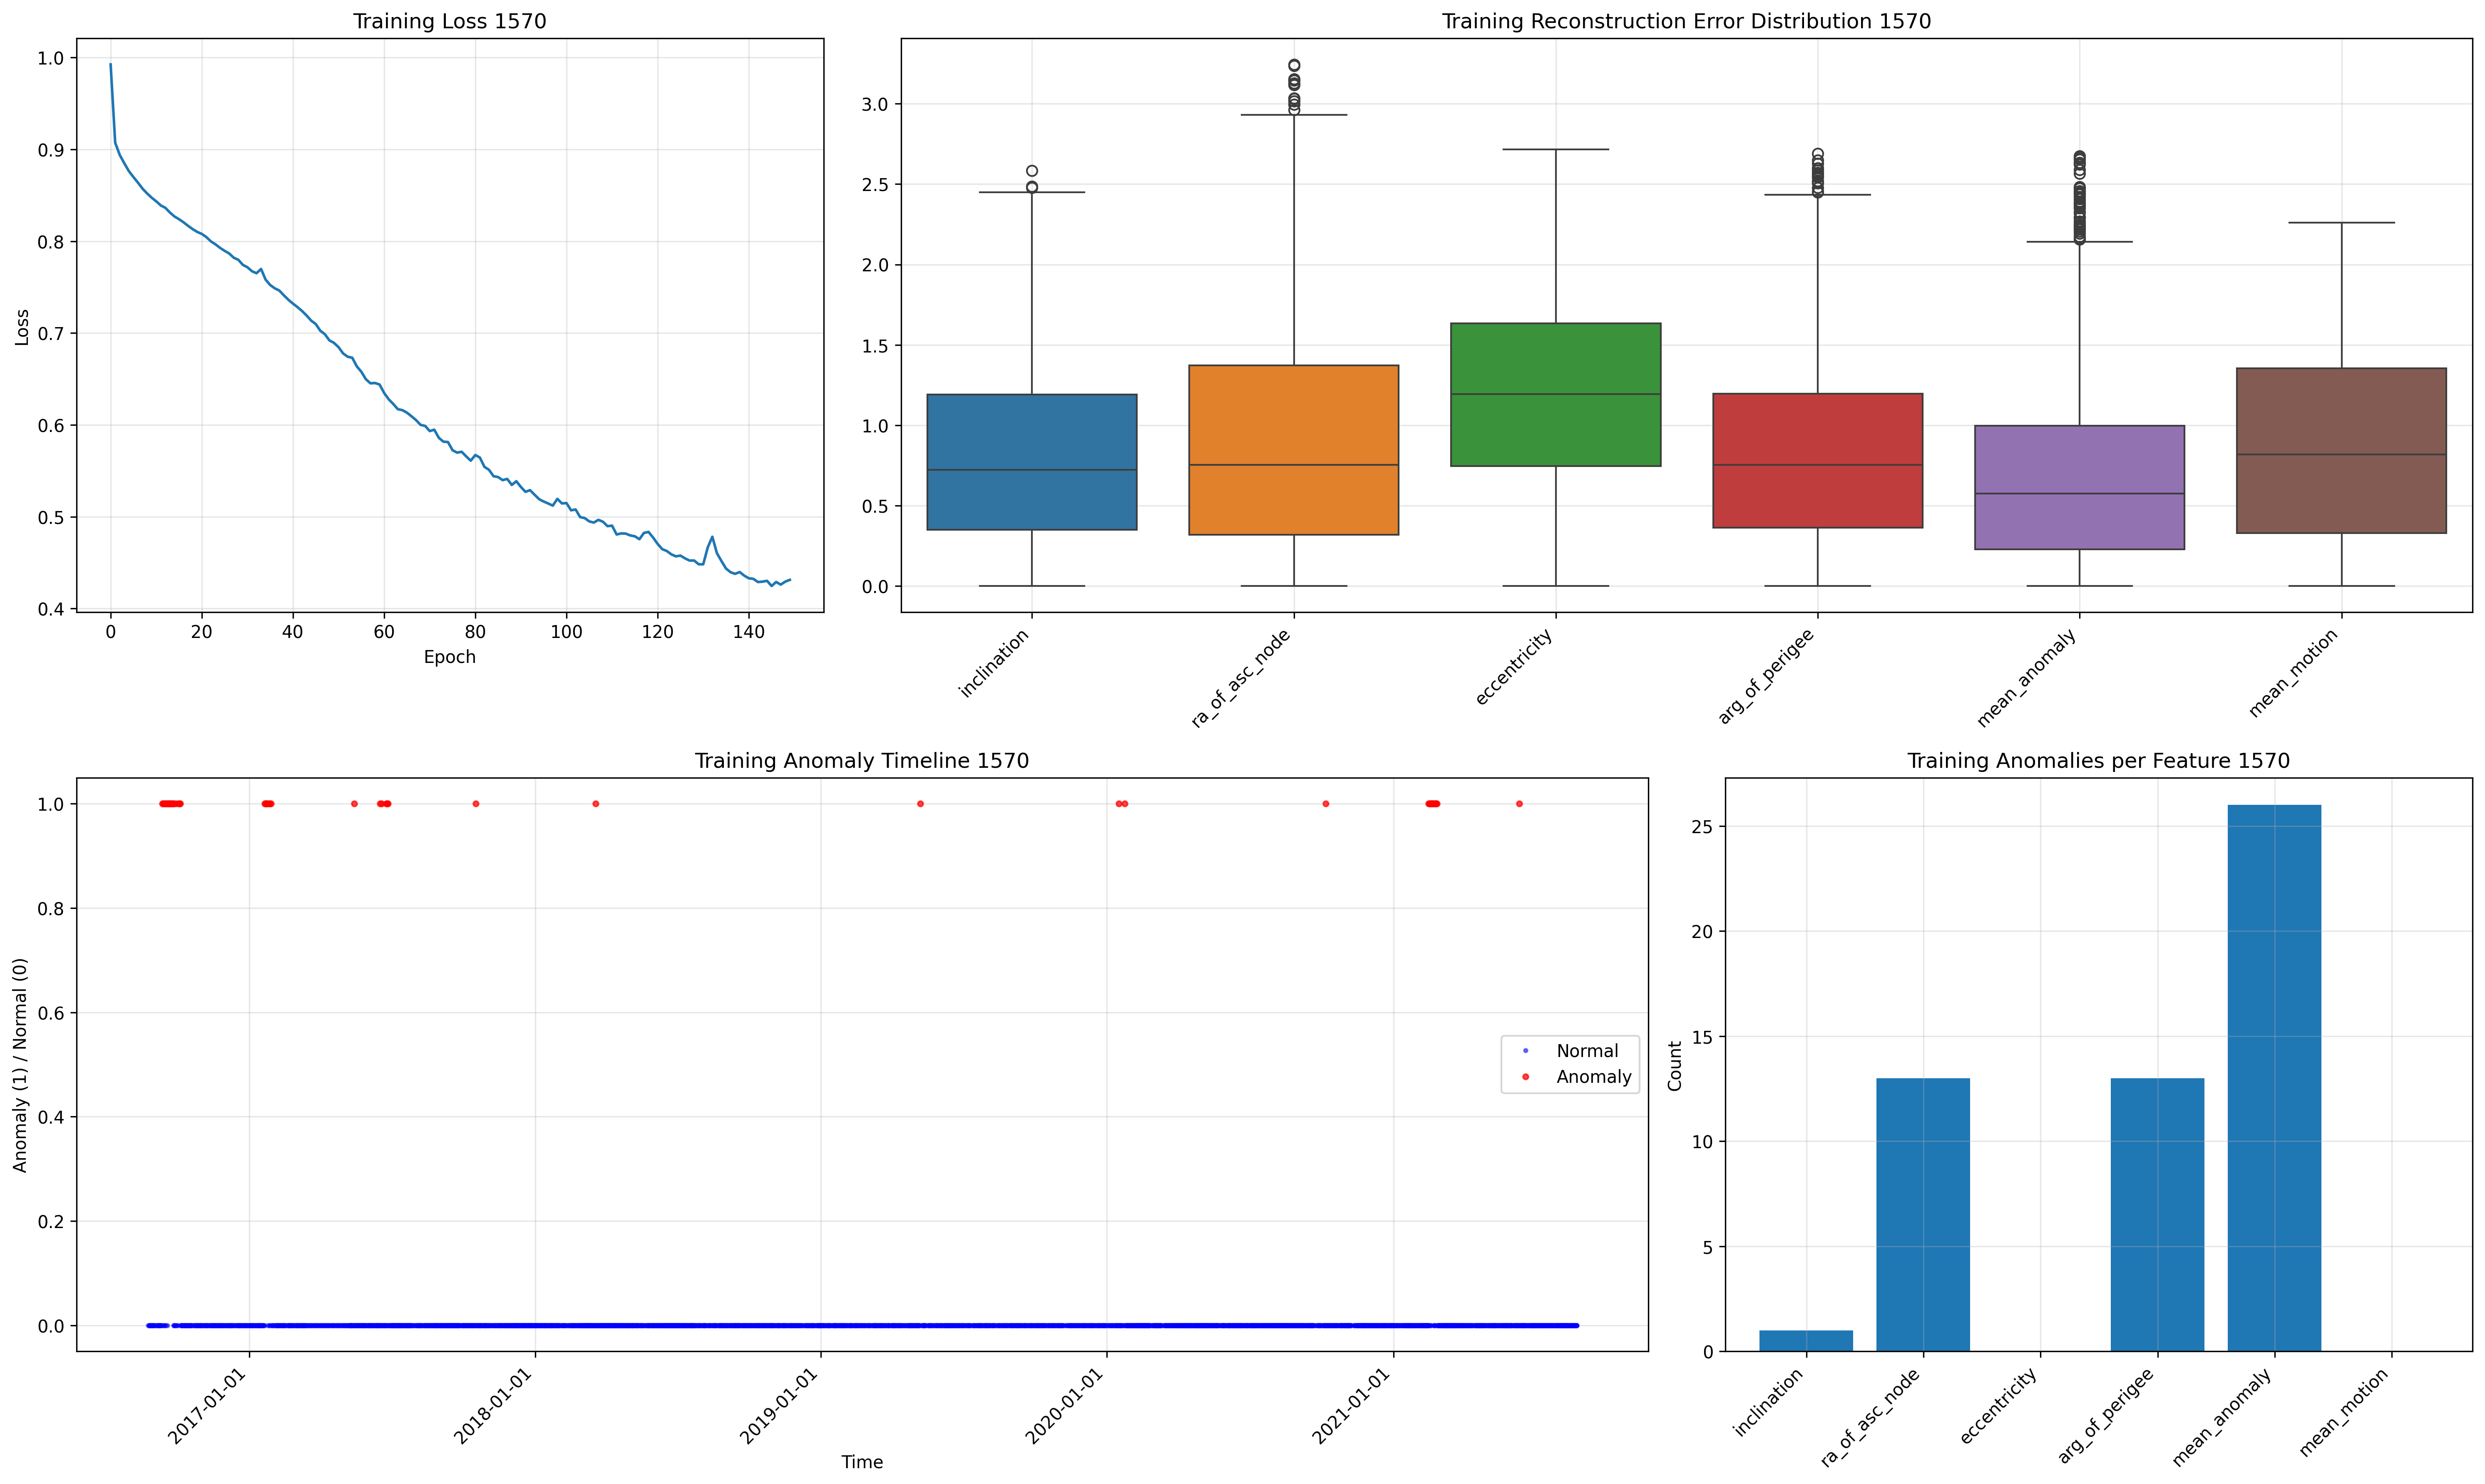 Training Loss 1570
Loss
1.0
0.9
0.8
0.7
0.6
0.5
0.4
0 20 40 60 80 100 120 140
Epoch
Training Reconstruction Error Distribution 1570
3.0
2.5
2.0
1.5
1.0
0.5
0.0
inclination
ra_of_asc_node
eccentricity
arg_of_perigee
mean_anomaly
mean_motion
Training Anomaly Timeline 1570
Anomaly (1) / Normal (0)
1.0
0.8
0.6
0.4
0.2
0.0
Normal
Anomaly
2017-01-01
2018-01-01
2019-01-01
2020-01-01
2021-01-01
Time
Training Anomalies per Feature 1570
Count
25
20
15
10
5
0
inclination
ra_of_asc_node
eccentricity
arg_of_perigee
mean_anomaly
mean_motion